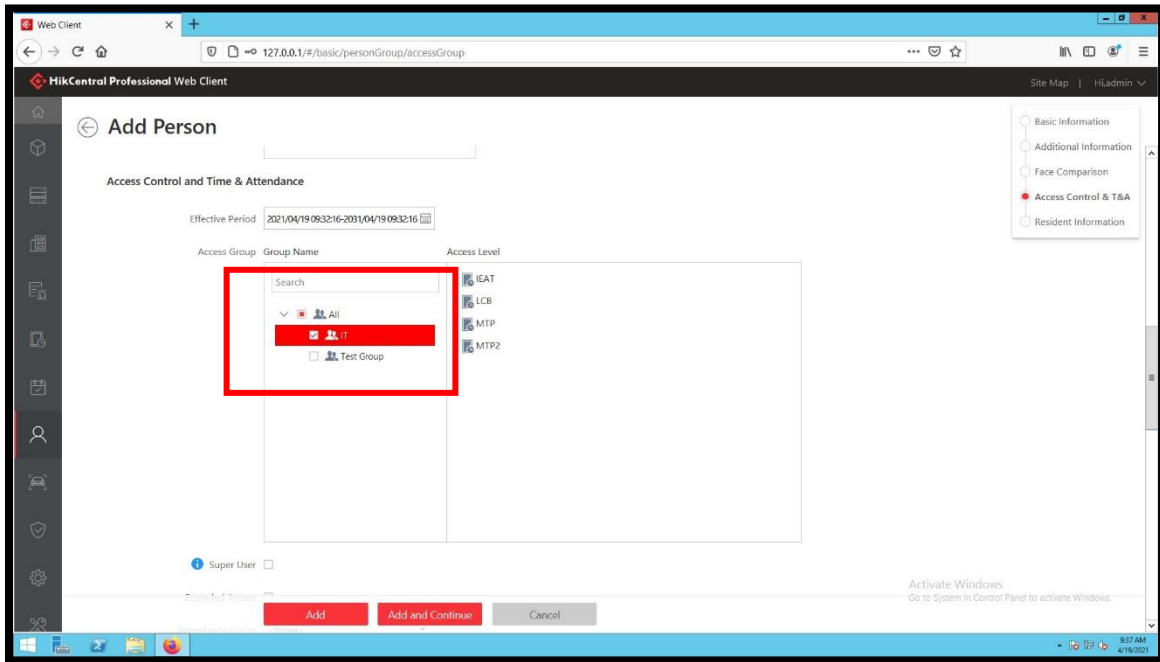 Web Client
127.0.0.1/#/basic/personGroup/accessGroup
HikCentral Professional Web Client
Site Map | Hi,admin
Add Person
Basic Information
Additional Information
Face Comparison
Access Control & T&A
Resident Information
Access Control and Time & Attendance
Effective Period 2021/04/19 09:32:16-2031/04/19 09:32:16
Access Group Group Name Access Level
Search
All
IT
Test Group
IEAT
LCB
MTP
MTP2
Super User
Extended Access
Add Add and Continue Cancel
Activate Windows
Go to System in Control Panel to activate Windows.
9:37 AM
4/19/2021